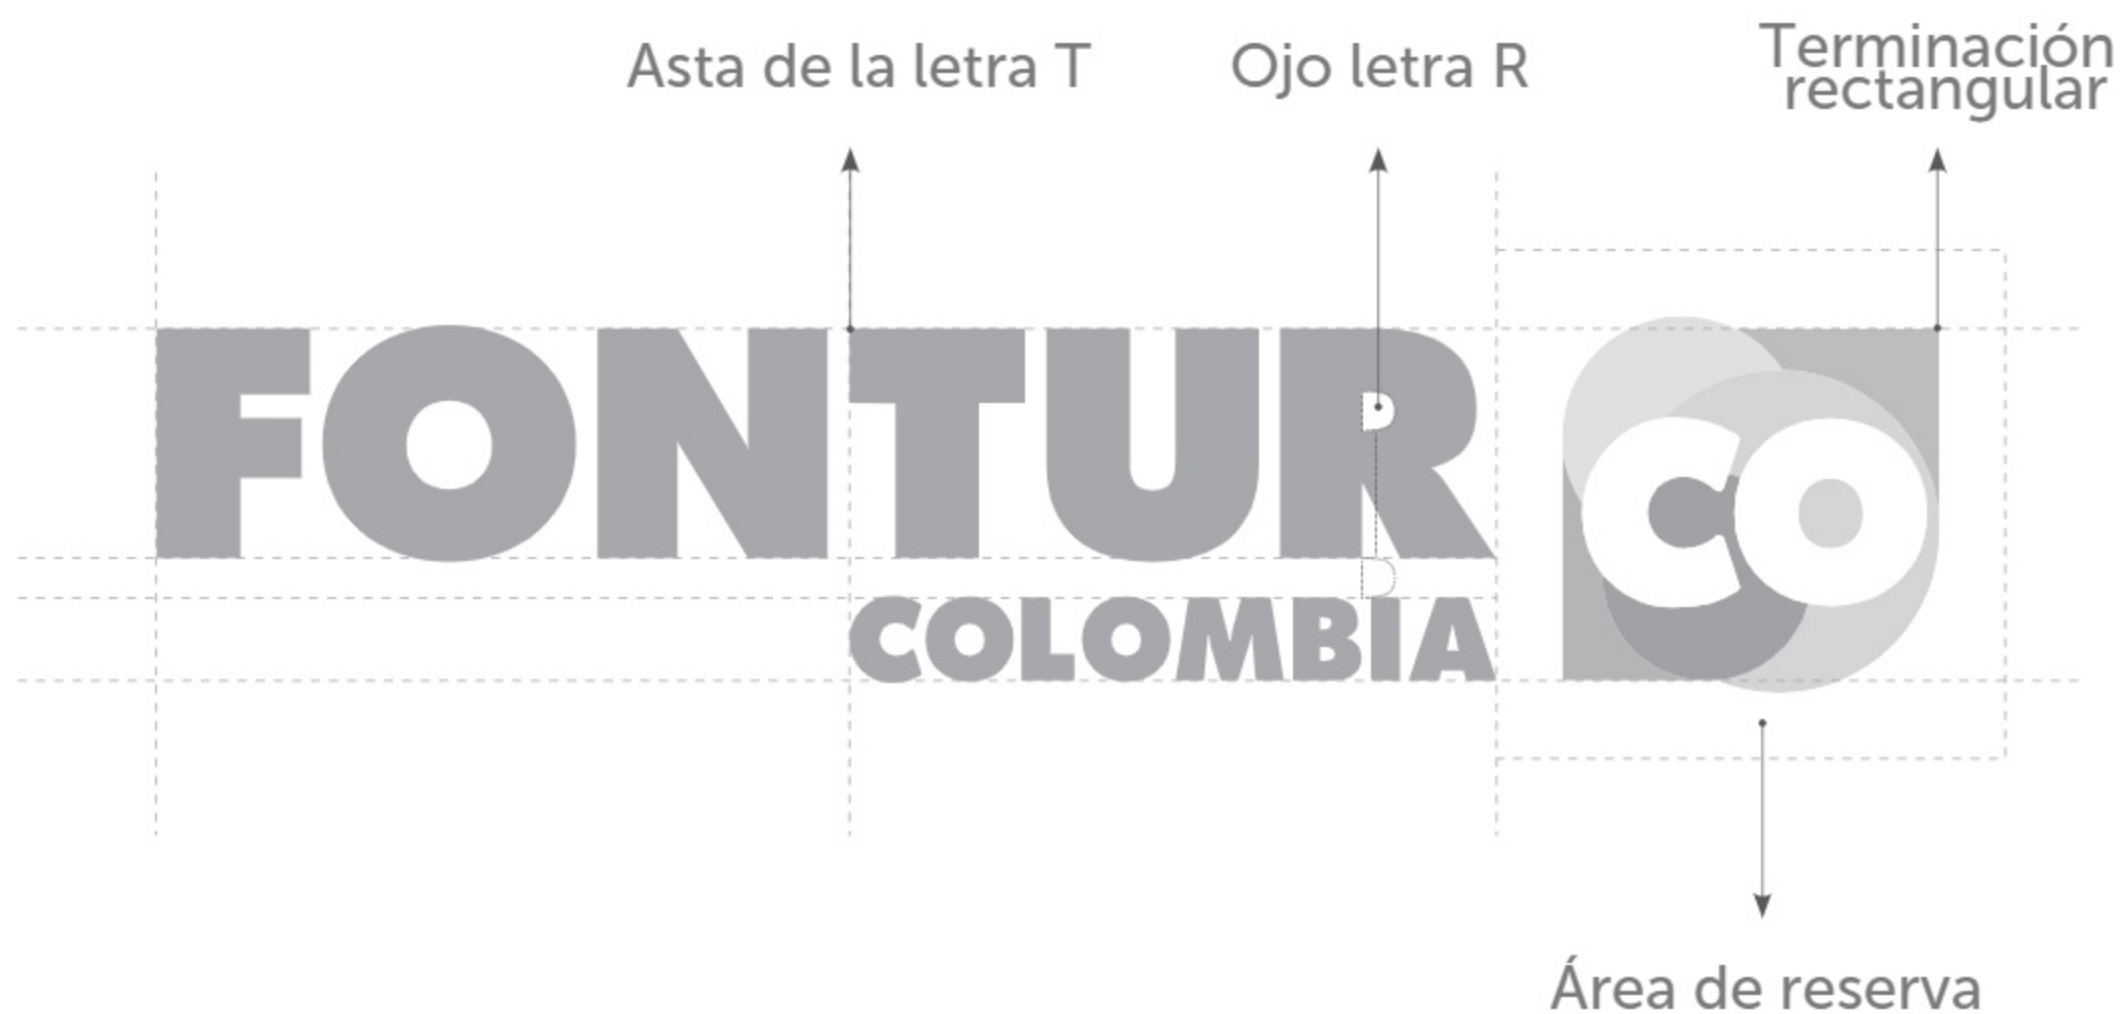 Asta de la letra T
Ojo letra R
Terminación
rectangular
FONTUR
COLOMBIA
CO
Área de reserva